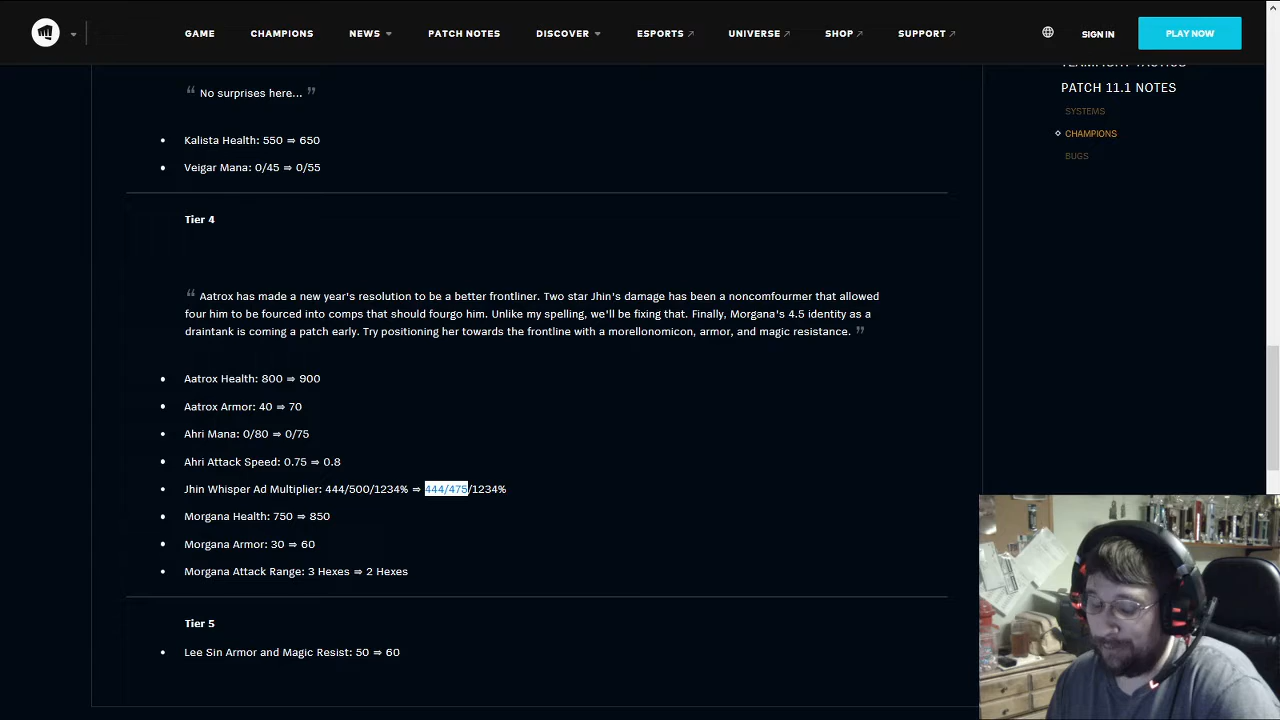 GAME CHAMPIONS NEWS PATCH NOTES DISCOVER ESPORTS UNIVERSE SHOP SUPPORT SIGN IN PLAY NOW
TEAMFIGHT TACTICS
PATCH 11.1 NOTES
SYSTEMS
CHAMPIONS
BUGS
“ No surprises here... ”
• Kalista Health: 550 ⇒ 650
• Veigar Mana: 0/45 ⇒ 0/55
Tier 4
“ Aatrox has made a new year's resolution to be a better frontliner. Two star Jhin's damage has been a noncomfourmer that allowed
four him to be fourced into comps that should fourgo him. Unlike my spelling, we'll be fixing that. Finally, Morgana's 4.5 identity as a
draintank is coming a patch early. Try positioning her towards the frontline with a morellonomicon, armor, and magic resistance. ”
• Aatrox Health: 800 ⇒ 900
• Aatrox Armor: 40 ⇒ 70
• Ahri Mana: 0/80 ⇒ 0/75
• Ahri Attack Speed: 0.75 ⇒ 0.8
• Jhin Whisper Ad Multiplier: 444/500/1234% ⇒ 444/475/1234%
• Morgana Health: 750 ⇒ 850
• Morgana Armor: 30 ⇒ 60
• Morgana Attack Range: 3 Hexes ⇒ 2 Hexes
Tier 5
• Lee Sin Armor and Magic Resist: 50 ⇒ 60